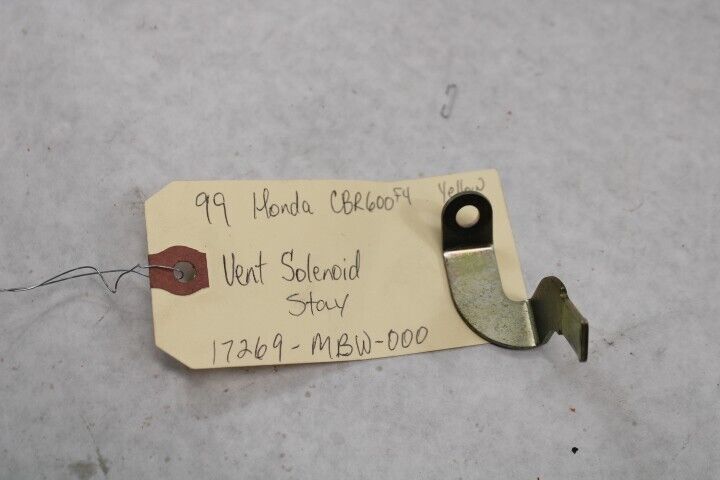 99 Honda CBR600F4 Yellow
Vent Solenoid
Stay
17269-MBW-000